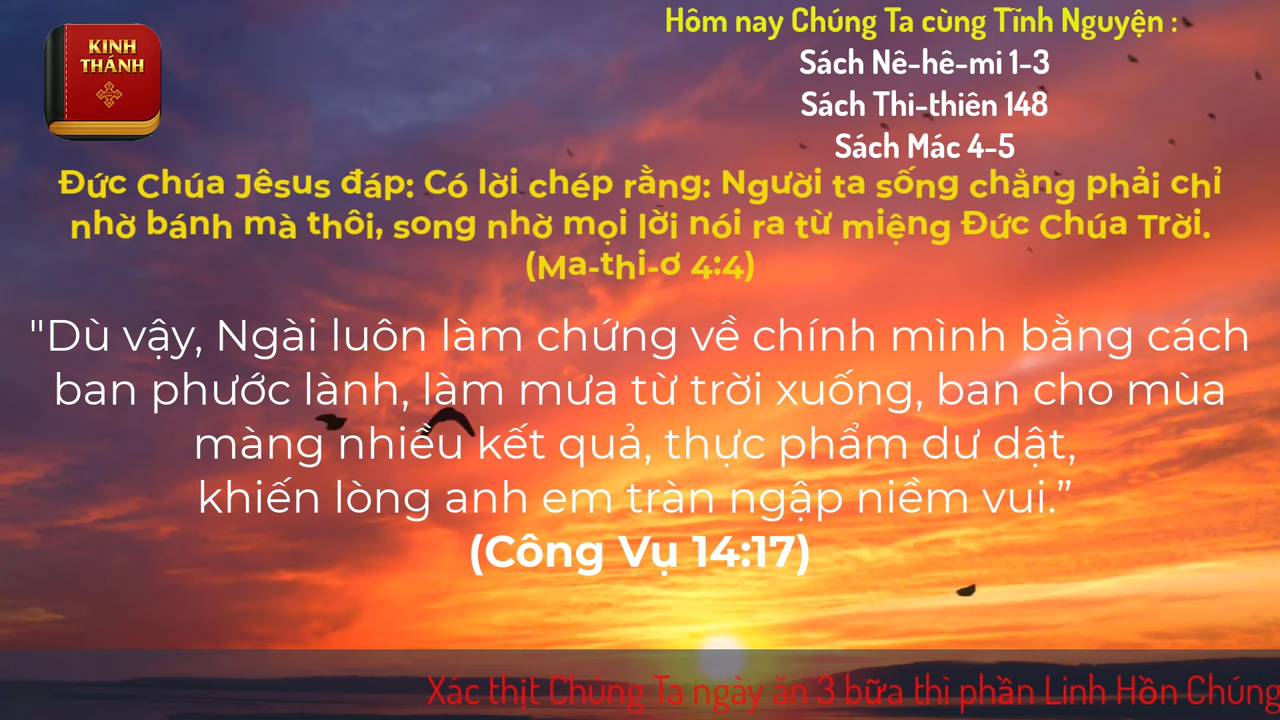 KINH
THÁNH
Hôm nay Chúng Ta cùng Tĩnh Nguyện :
Sách Nê-hê-mi 1-3
Sách Thi-thiên 148
Sách Mác 4-5
Đức Chúa Jêsus đáp: Có lời chép rằng: Người ta sống chẳng phải chỉ
nhờ bánh mà thôi, song nhờ mọi lời nói ra từ miệng Đức Chúa Trời.
(Ma-thi-ơ 4:4)
"Dù vậy, Ngài luôn làm chứng về chính mình bằng cách
ban phước lành, làm mưa từ trời xuống, ban cho mùa
màng nhiều kết quả, thực phẩm dư dật,
khiến lòng anh em tràn ngập niềm vui.”
(Công Vụ 14:17)
Xác thịt Chúng Ta ngày ăn 3 bữa thì phần Linh Hồn Chúng